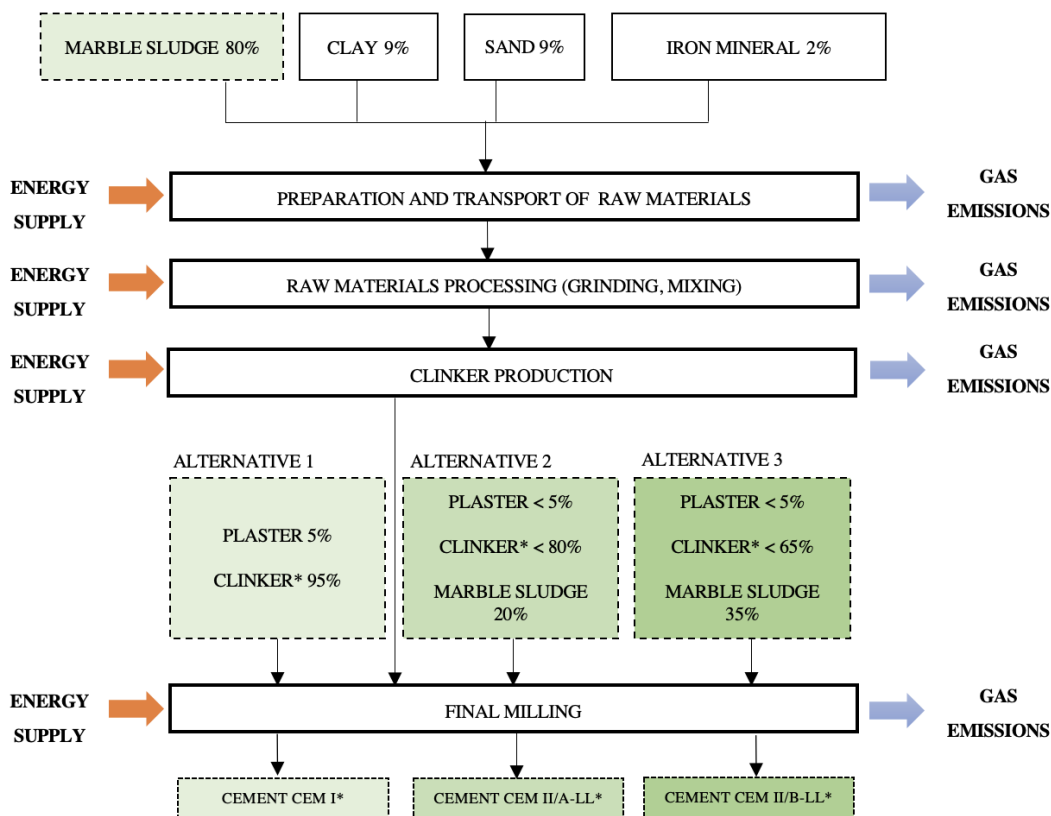 MARBLE SLUDGE 80%
CLAY 9%
SAND 9%
IRON MINERAL 2%
ENERGY
SUPPLY
PREPARATION AND TRANSPORT OF RAW MATERIALS
GAS
EMISSIONS
ENERGY
SUPPLY
RAW MATERIALS PROCESSING (GRINDING, MIXING)
GAS
EMISSIONS
ENERGY
SUPPLY
CLINKER PRODUCTION
GAS
EMISSIONS
ALTERNATIVE 1
PLASTER 5%
CLINKER* 95%
ALTERNATIVE 2
PLASTER < 5%
CLINKER* < 80%
MARBLE SLUDGE
20%
ALTERNATIVE 3
PLASTER < 5%
CLINKER* < 65%
MARBLE SLUDGE
35%
ENERGY
SUPPLY
FINAL MILLING
GAS
EMISSIONS
CEMENT CEM I*
CEMENT CEM II/A-LL*
CEMENT CEM II/B-LL*